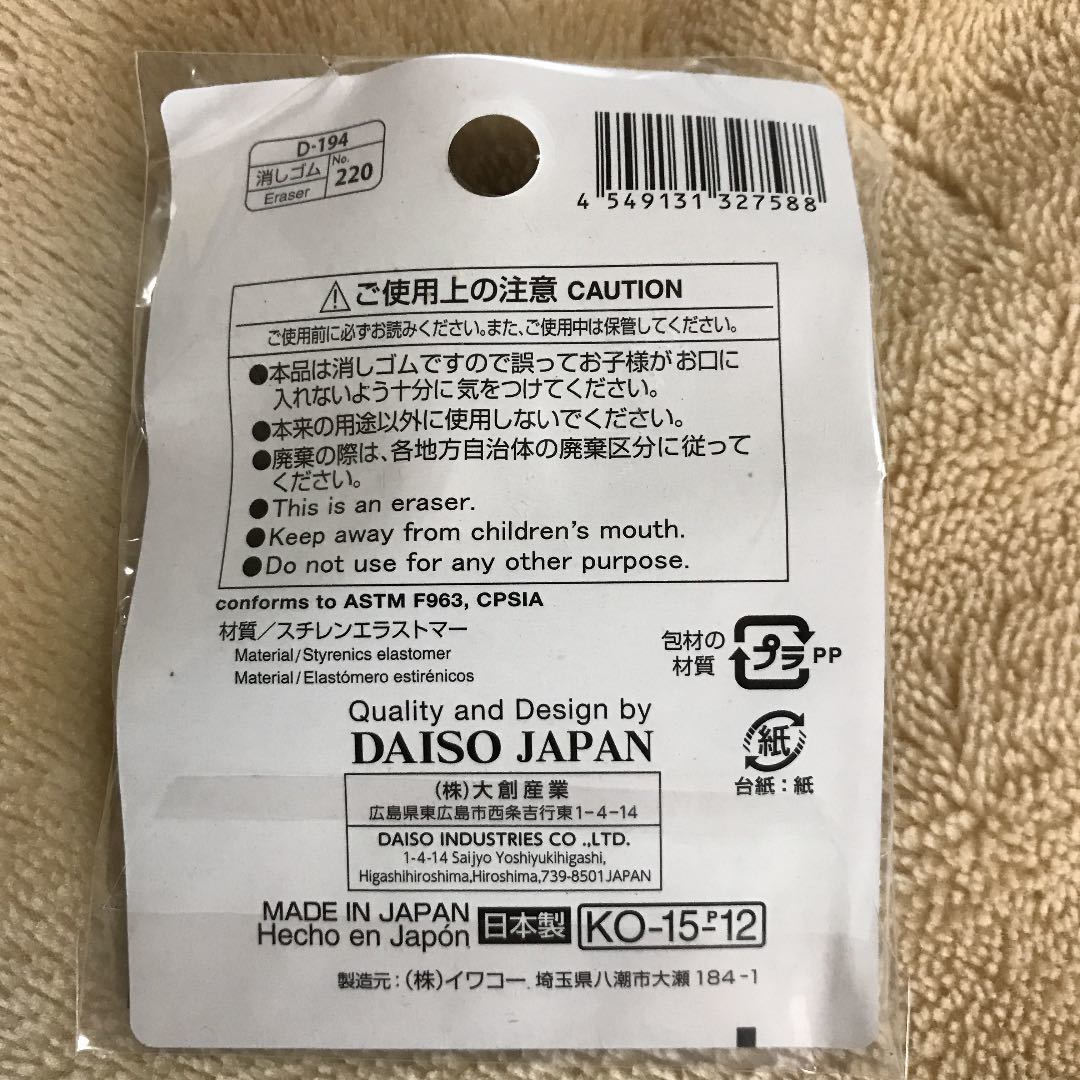 D-194
消しゴム No. 220
Eraser
4 549131 327588
⚠ご使用上の注意 CAUTION
ご使用前に必ずお読みください。また、ご使用中は保管してください。
●本品は消しゴムですので誤ってお子様がお口に
入れないよう十分に気をつけてください。
●本来の用途以外に使用しないでください。
●廃棄の際は、各地方自治体の廃棄区分に従って
ください。
●This is an eraser.
●Keep away from children's mouth.
●Do not use for any other purpose.
conforms to ASTM F963, CPSIA
材質/スチレンエラストマー
Material/Styrenics elastomer
Material/Elastómero estirénicos
包材の
材質
プラ PP
紙
台紙:紙
Quality and Design by
DAISO JAPAN
(株)大創産業
広島県東広島市西条吉行東1-4-14
DAISO INDUSTRIES CO .,LTD.
1-4-14 Saijyo Yoshiyukihigashi,
Higashihiroshima,Hiroshima,739-8501JAPAN
MADE IN JAPAN
Hecho en Japón
日本製
KO-15-P-12
製造元:(株)イワコー 埼玉県八潮市大瀬184-1